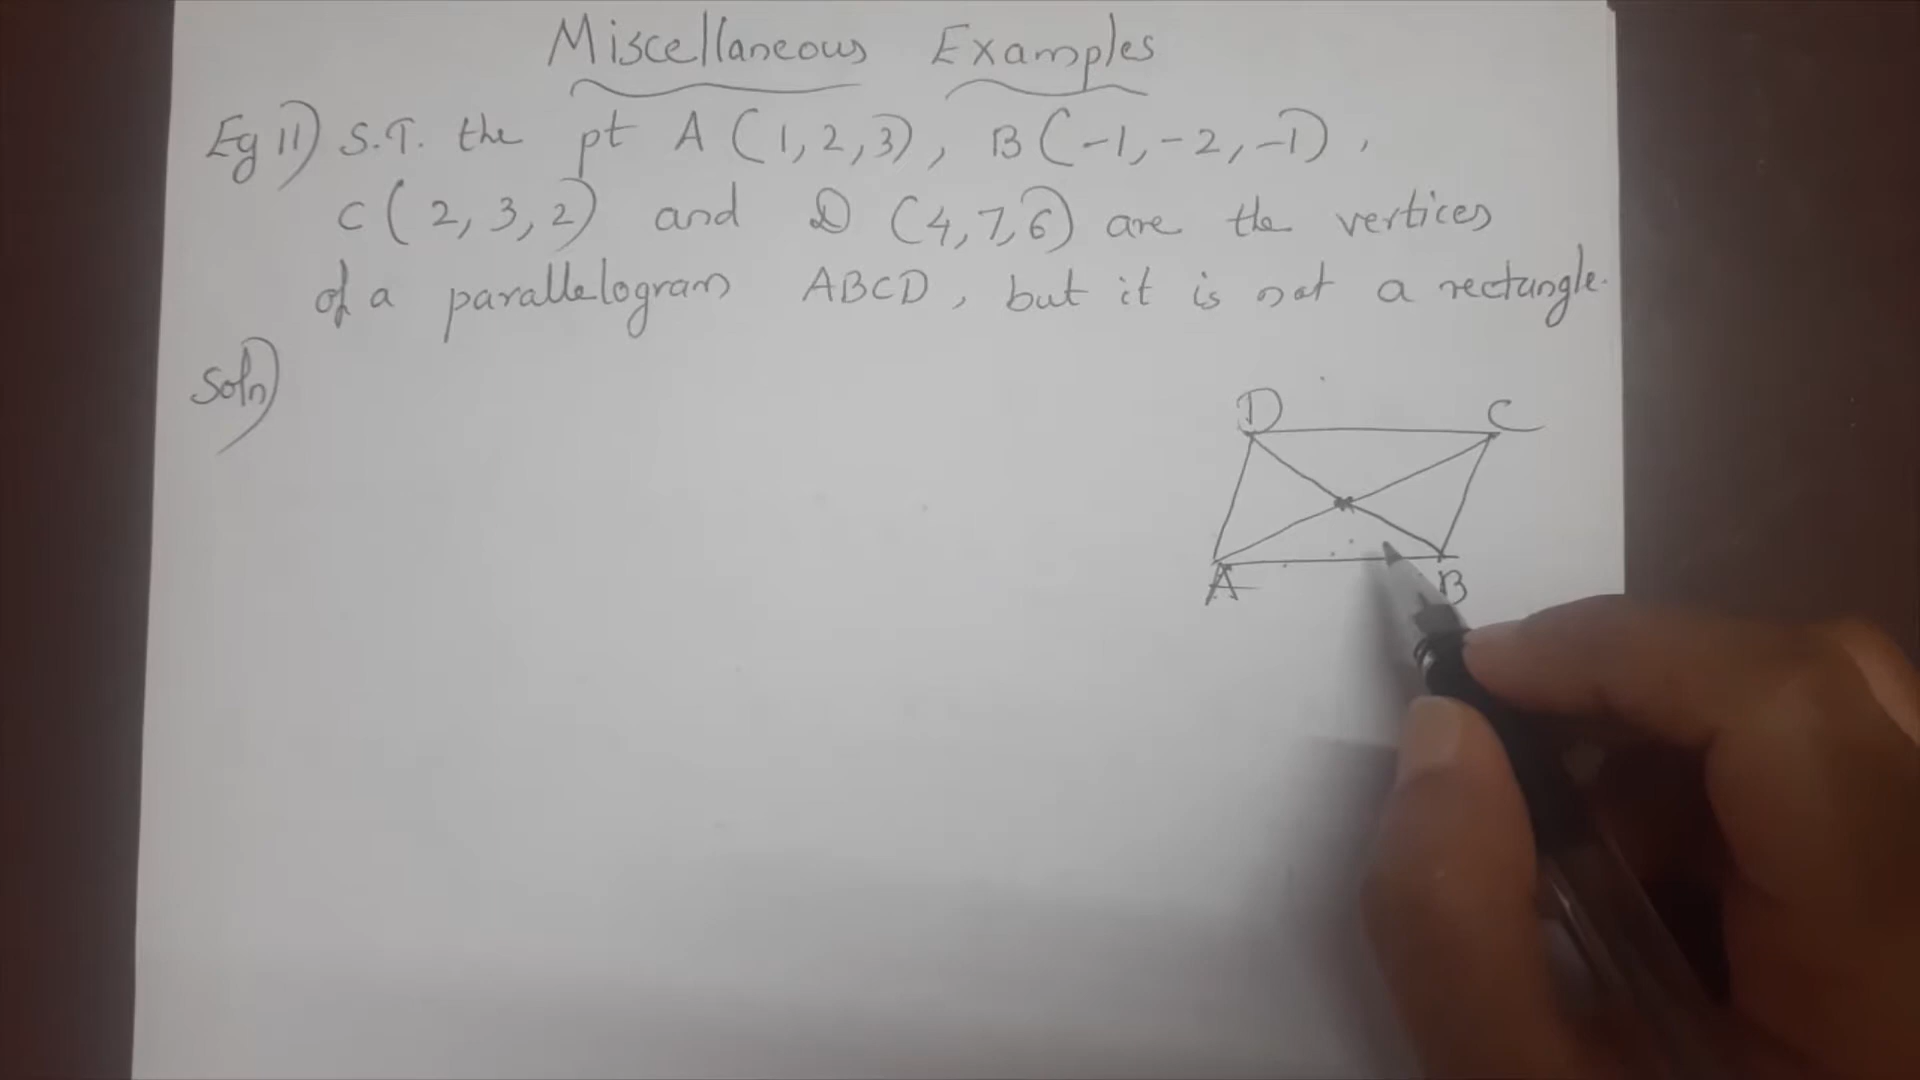 Miscellaneous Examples
Eg 11) S.T. the pt A (1,2,3), B (-1,-2,-1),
C (2,3,2) and D (4,7,6) are the vertices
of a parallelogram ABCD, but it is not a rectangle.
Soln)
D C
A B